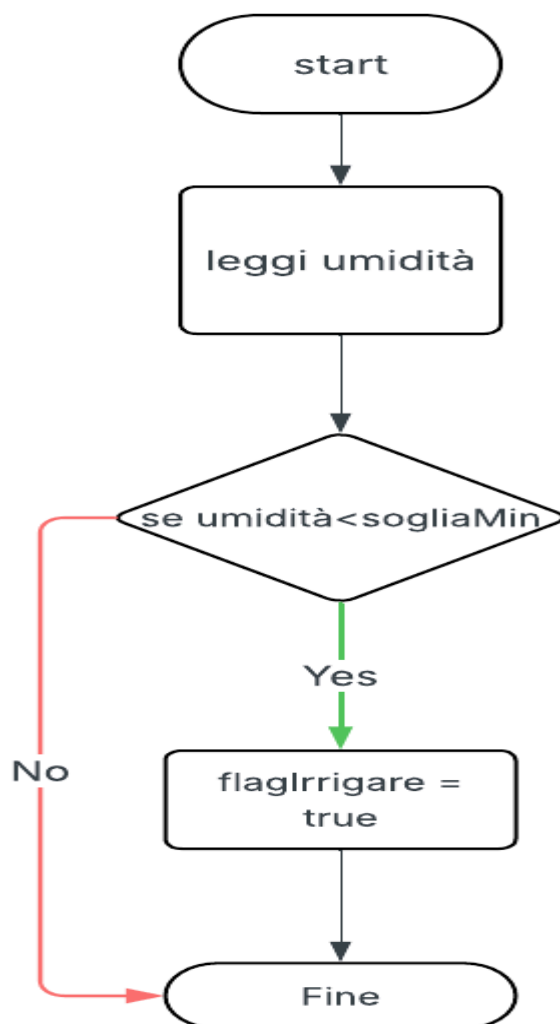 start
leggi umidità
se umidità<sogliaMin
Yes
No
flagIrrigare =
true
Fine